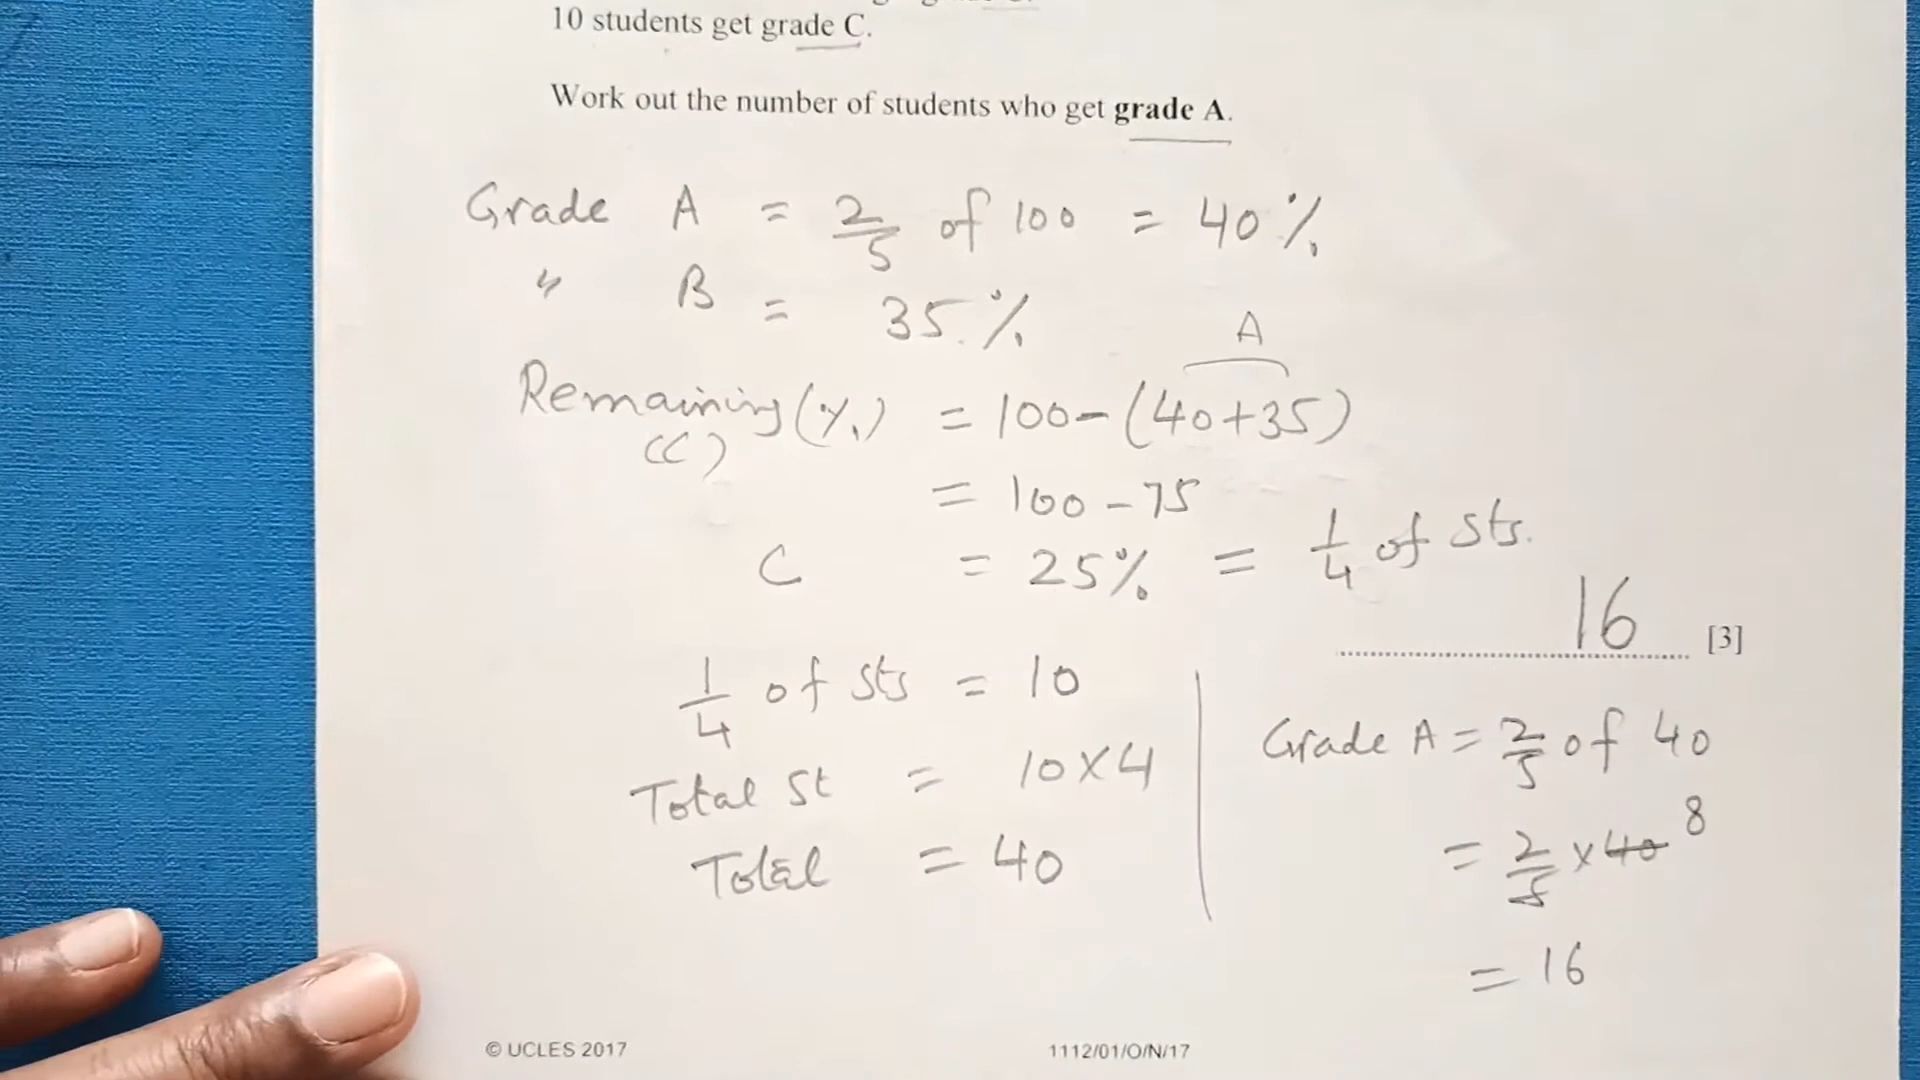 10 students get grade C.
Work out the number of students who get grade A.
Grade A = 2/5 of 100 = 40%
" B = 35%
A
Remaining (%) = 100-(40+35)
(C)
= 100-75
C = 25% = 1/4 of sts.
16 [3]
1/4 of sts = 10
Total st = 10×4
Total = 40
Grade A = 2/5 of 40
= 2/5 × 40 8
= 16
© UCLES 2017
1112/01/O/N/17